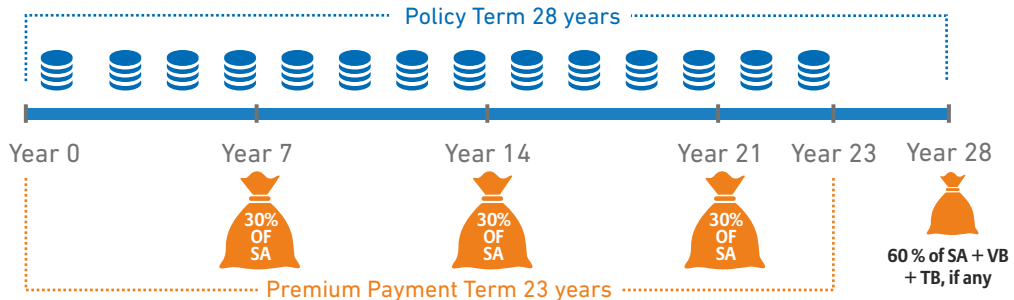 Policy Term 28 years
Year 0
Year 7
Year 14
Year 21
Year 23
Year 28
30%
OF
SA
30%
OF
SA
30%
OF
SA
60 % of SA + VB
+ TB, if any
Premium Payment Term 23 years